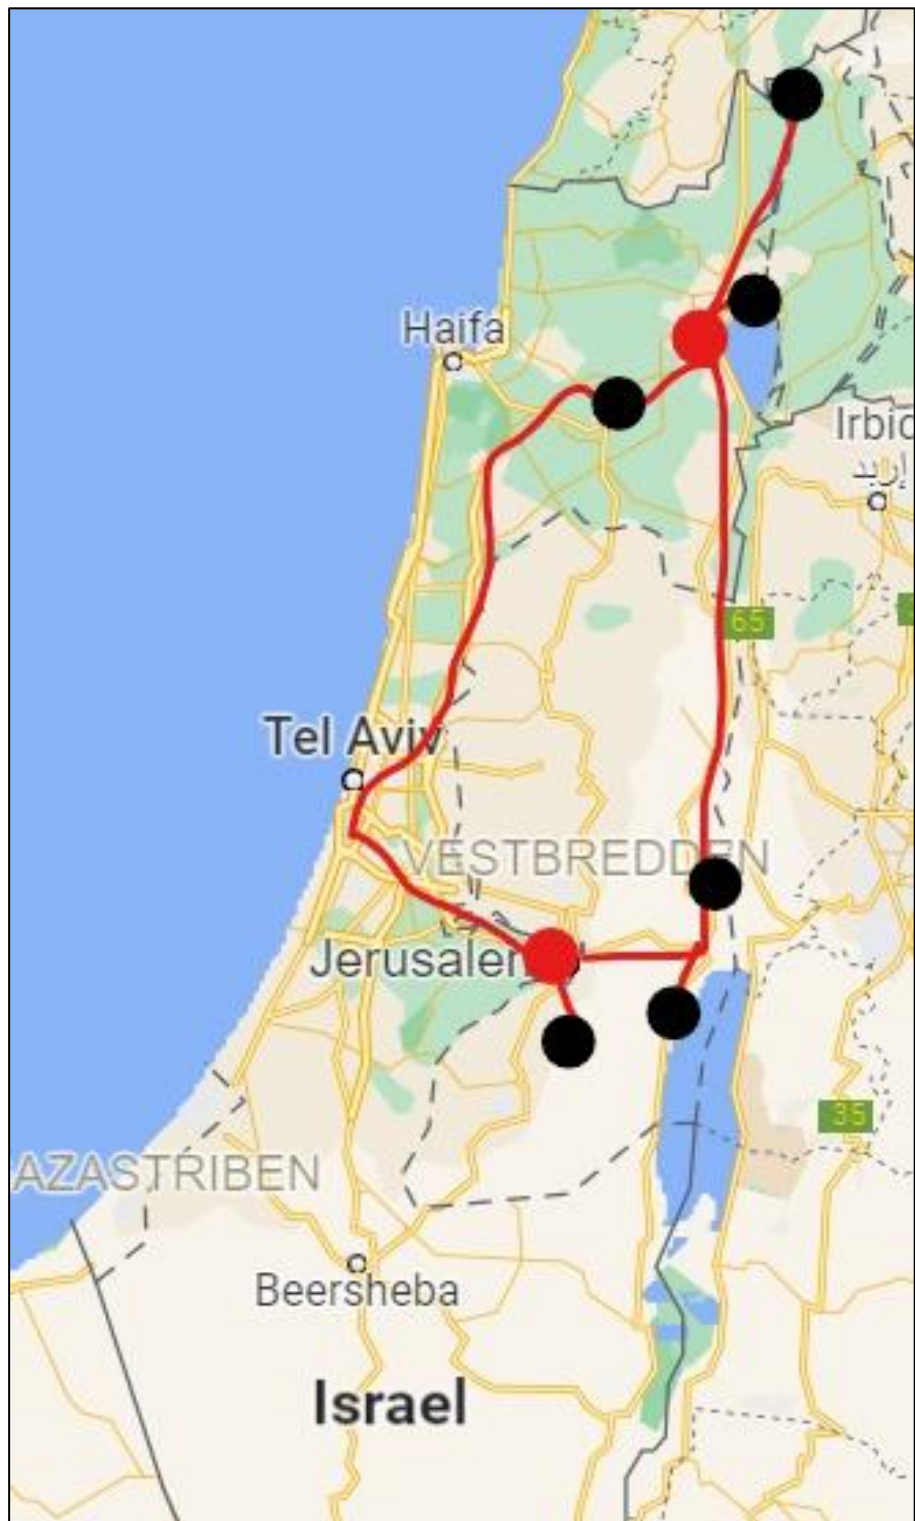 Haifa
Irbid
إربد
65
Tel Aviv
VESTBREDDEN
Jerusalem
35
AZASTRIBEN
Beersheba
Israel